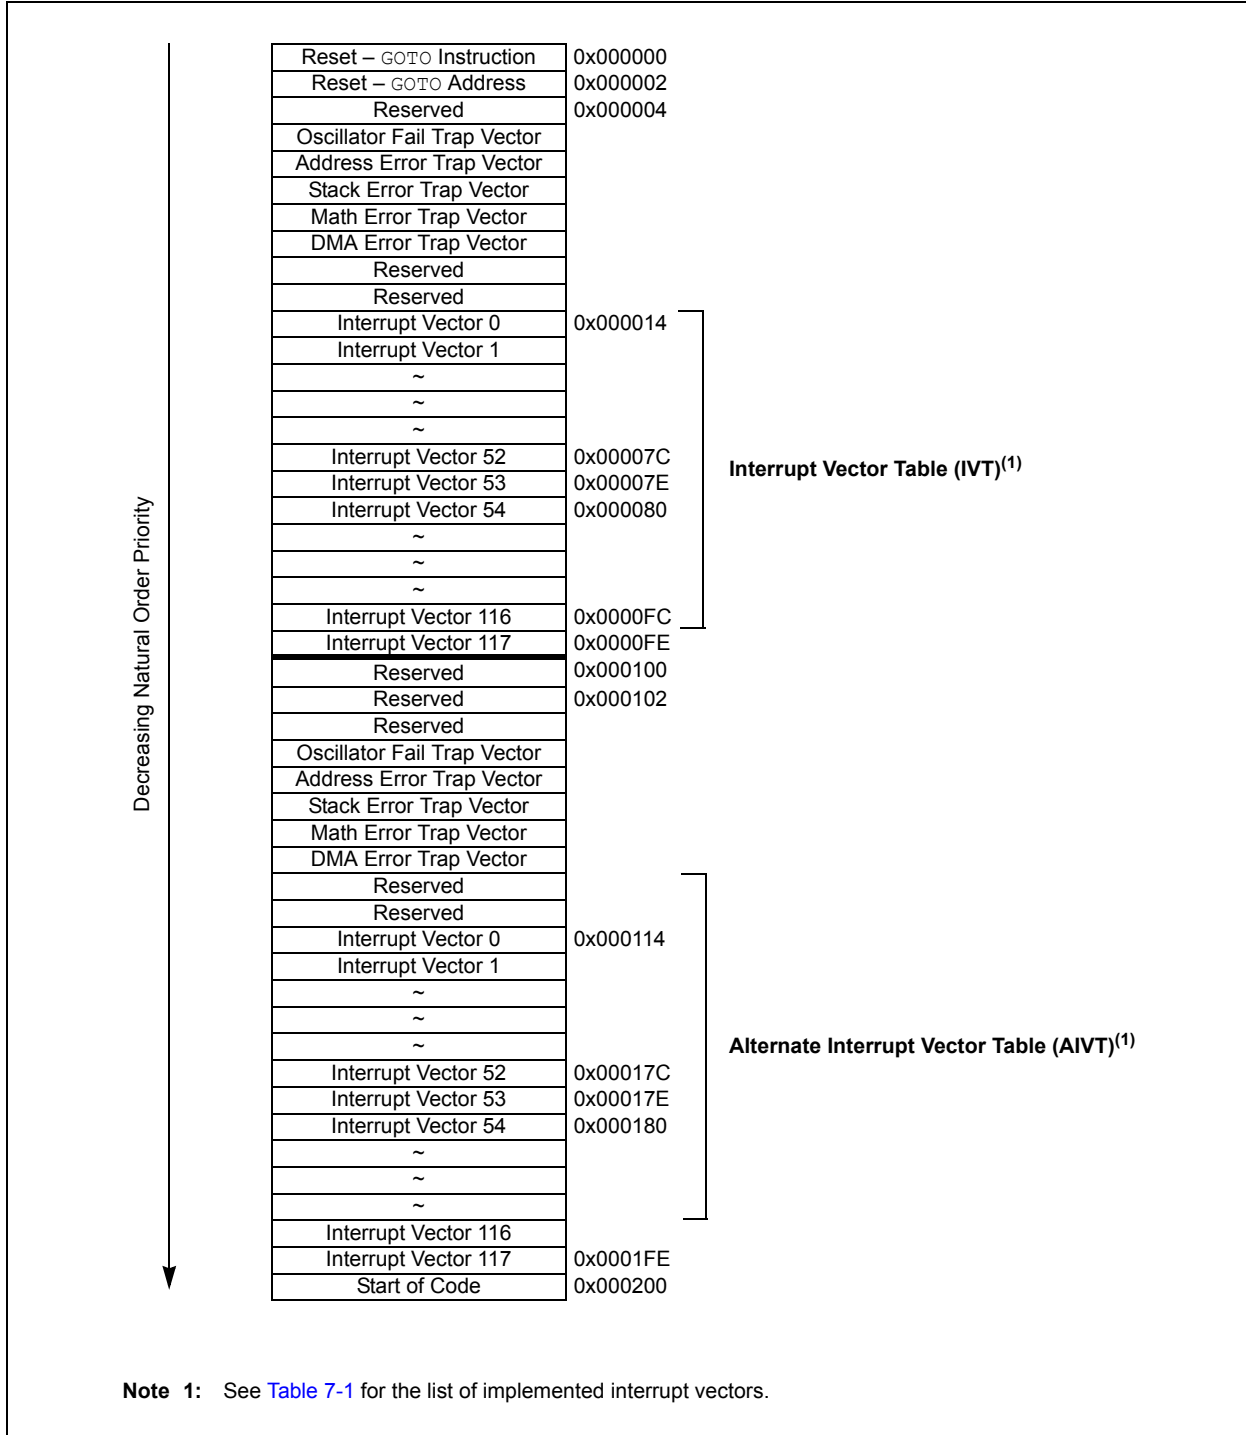 Decreasing Natural Order Priority
Reset – GOTO Instruction 0x000000
Reset – GOTO Address 0x000002
Reserved 0x000004
Oscillator Fail Trap Vector
Address Error Trap Vector
Stack Error Trap Vector
Math Error Trap Vector
DMA Error Trap Vector
Reserved
Reserved
Interrupt Vector 0 0x000014
Interrupt Vector 1
~
~
~
Interrupt Vector 52 0x00007C
Interrupt Vector Table (IVT)(1)
Interrupt Vector 53 0x00007E
Interrupt Vector 54 0x000080
~
~
~
Interrupt Vector 116 0x0000FC
Interrupt Vector 117 0x0000FE
Reserved 0x000100
Reserved 0x000102
Reserved
Oscillator Fail Trap Vector
Address Error Trap Vector
Stack Error Trap Vector
Math Error Trap Vector
DMA Error Trap Vector
Reserved
Reserved
Interrupt Vector 0 0x000114
Interrupt Vector 1
~
~
~
Alternate Interrupt Vector Table (AIVT)(1)
Interrupt Vector 52 0x00017C
Interrupt Vector 53 0x00017E
Interrupt Vector 54 0x000180
~
~
~
Interrupt Vector 116
Interrupt Vector 117 0x0001FE
Start of Code 0x000200
Note 1: See Table 7-1 for the list of implemented interrupt vectors.